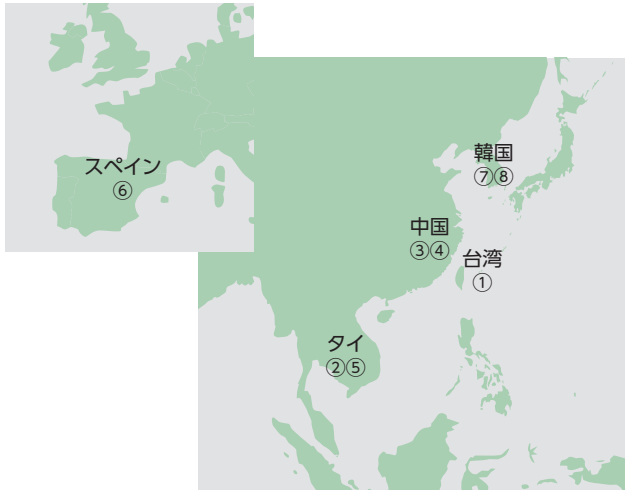 スペイン
⑥
韓国
⑦⑧
中国
③④
台湾
①
タイ
②⑤